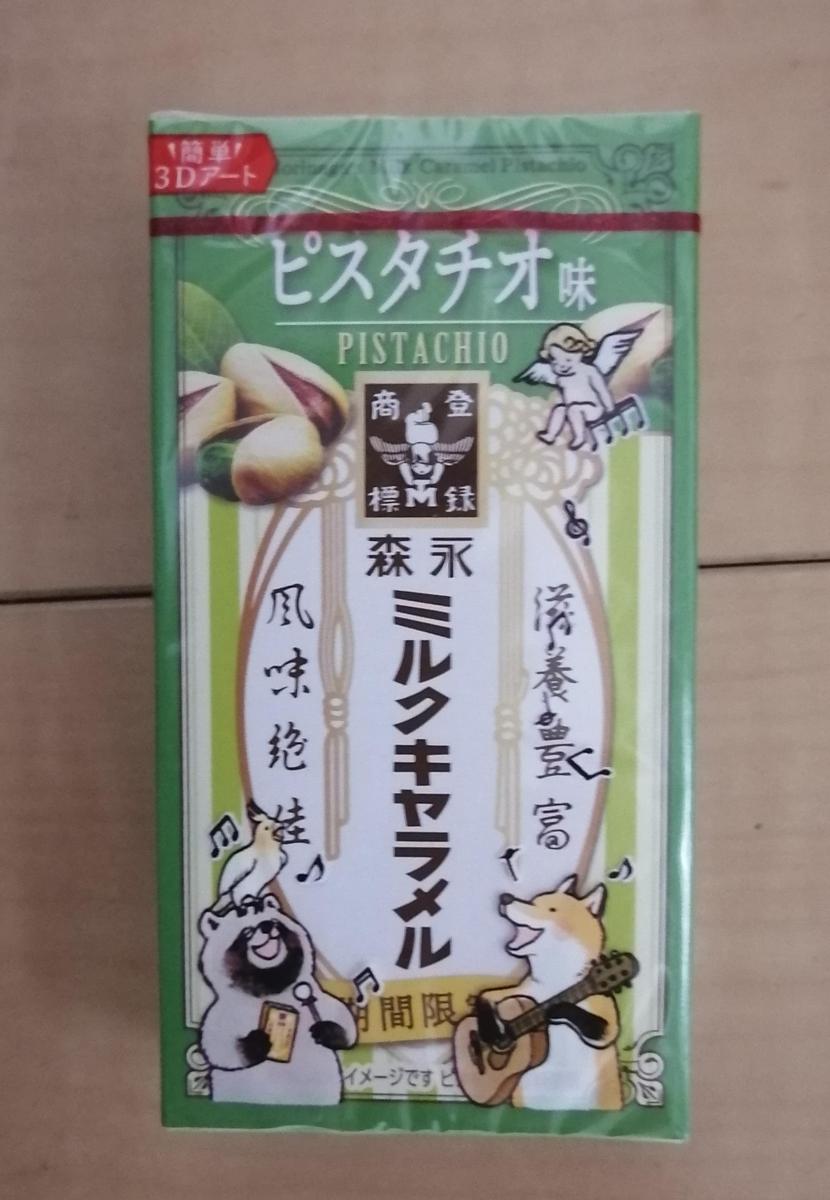 簡単
3Dアート
Milk Caramel Pistachio
ピスタチオ味
PISTACHIO
登録
商標
森永
ミルクキャラメル
滋養豊富
風味絶佳
期間限
イメージです ピ